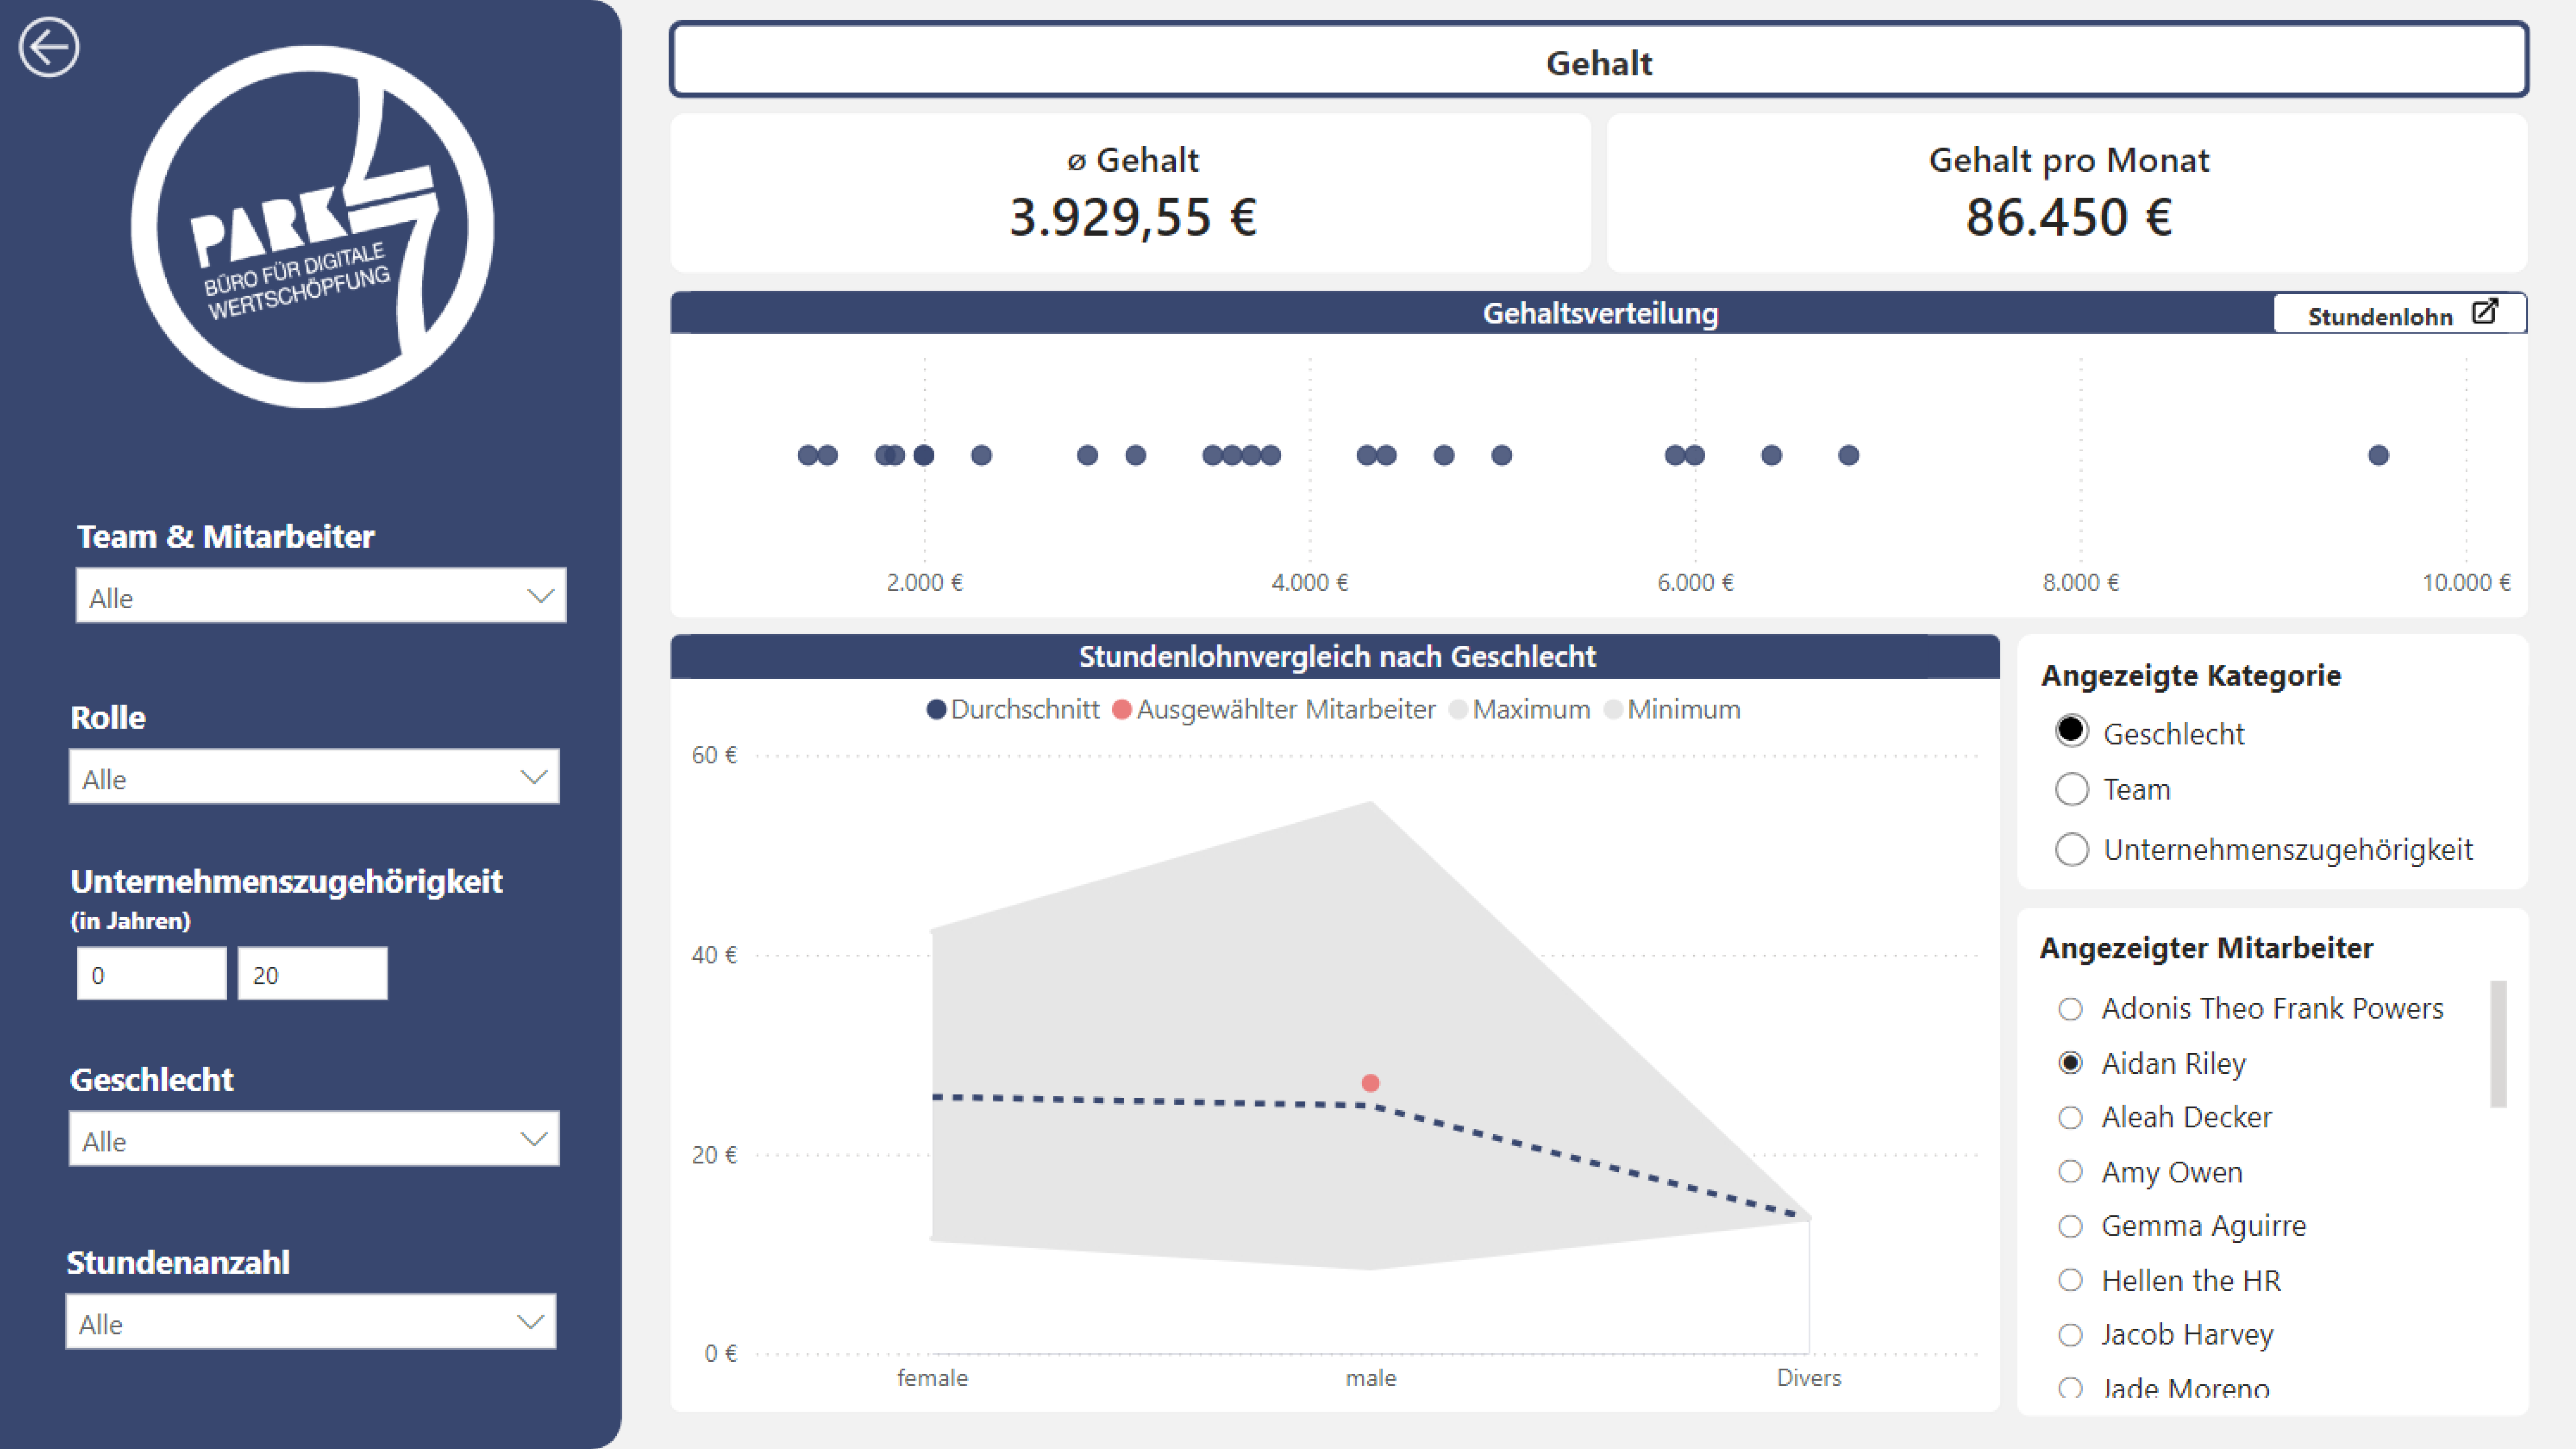 PARK 47
BÜRO FÜR DIGITALE
WERTSCHÖPFUNG
Team & Mitarbeiter
Alle
Rolle
Alle
Unternehmenszugehörigkeit
(in Jahren)
0 20
Geschlecht
Alle
Stundenanzahl
Alle
Gehalt
ø Gehalt
3.929,55 €
Gehalt pro Monat
86.450 €
Gehaltsverteilung
Stundenlohn
2.000 € 4.000 € 6.000 € 8.000 € 10.000 €
Stundenlohnvergleich nach Geschlecht
Durchschnitt Ausgewählter Mitarbeiter Maximum Minimum
60 €
40 €
20 €
0 €
female male Divers
Angezeigte Kategorie
Geschlecht
Team
Unternehmenszugehörigkeit
Angezeigter Mitarbeiter
Adonis Theo Frank Powers
Aidan Riley
Aleah Decker
Amy Owen
Gemma Aguirre
Hellen the HR
Jacob Harvey
Jade Moreno